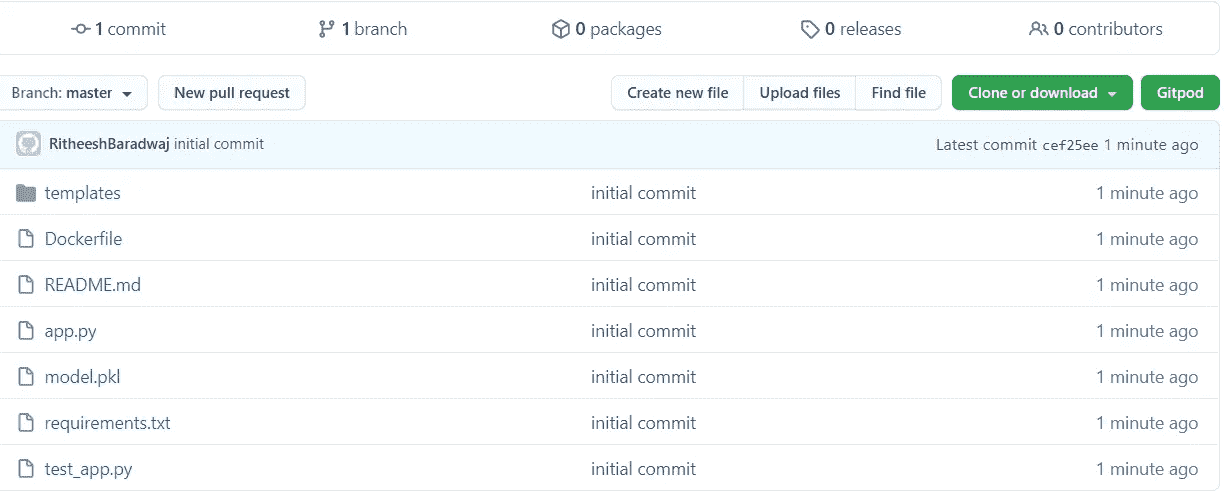 1 commit 1 branch 0 packages 0 releases 0 contributors
Branch: master New pull request Create new file Upload files Find file Clone or download Gitpod
RitheeshBaradwaj initial commit Latest commit cef25ee 1 minute ago
templates initial commit 1 minute ago
Dockerfile initial commit 1 minute ago
README.md initial commit 1 minute ago
app.py initial commit 1 minute ago
model.pkl initial commit 1 minute ago
requirements.txt initial commit 1 minute ago
test_app.py initial commit 1 minute ago